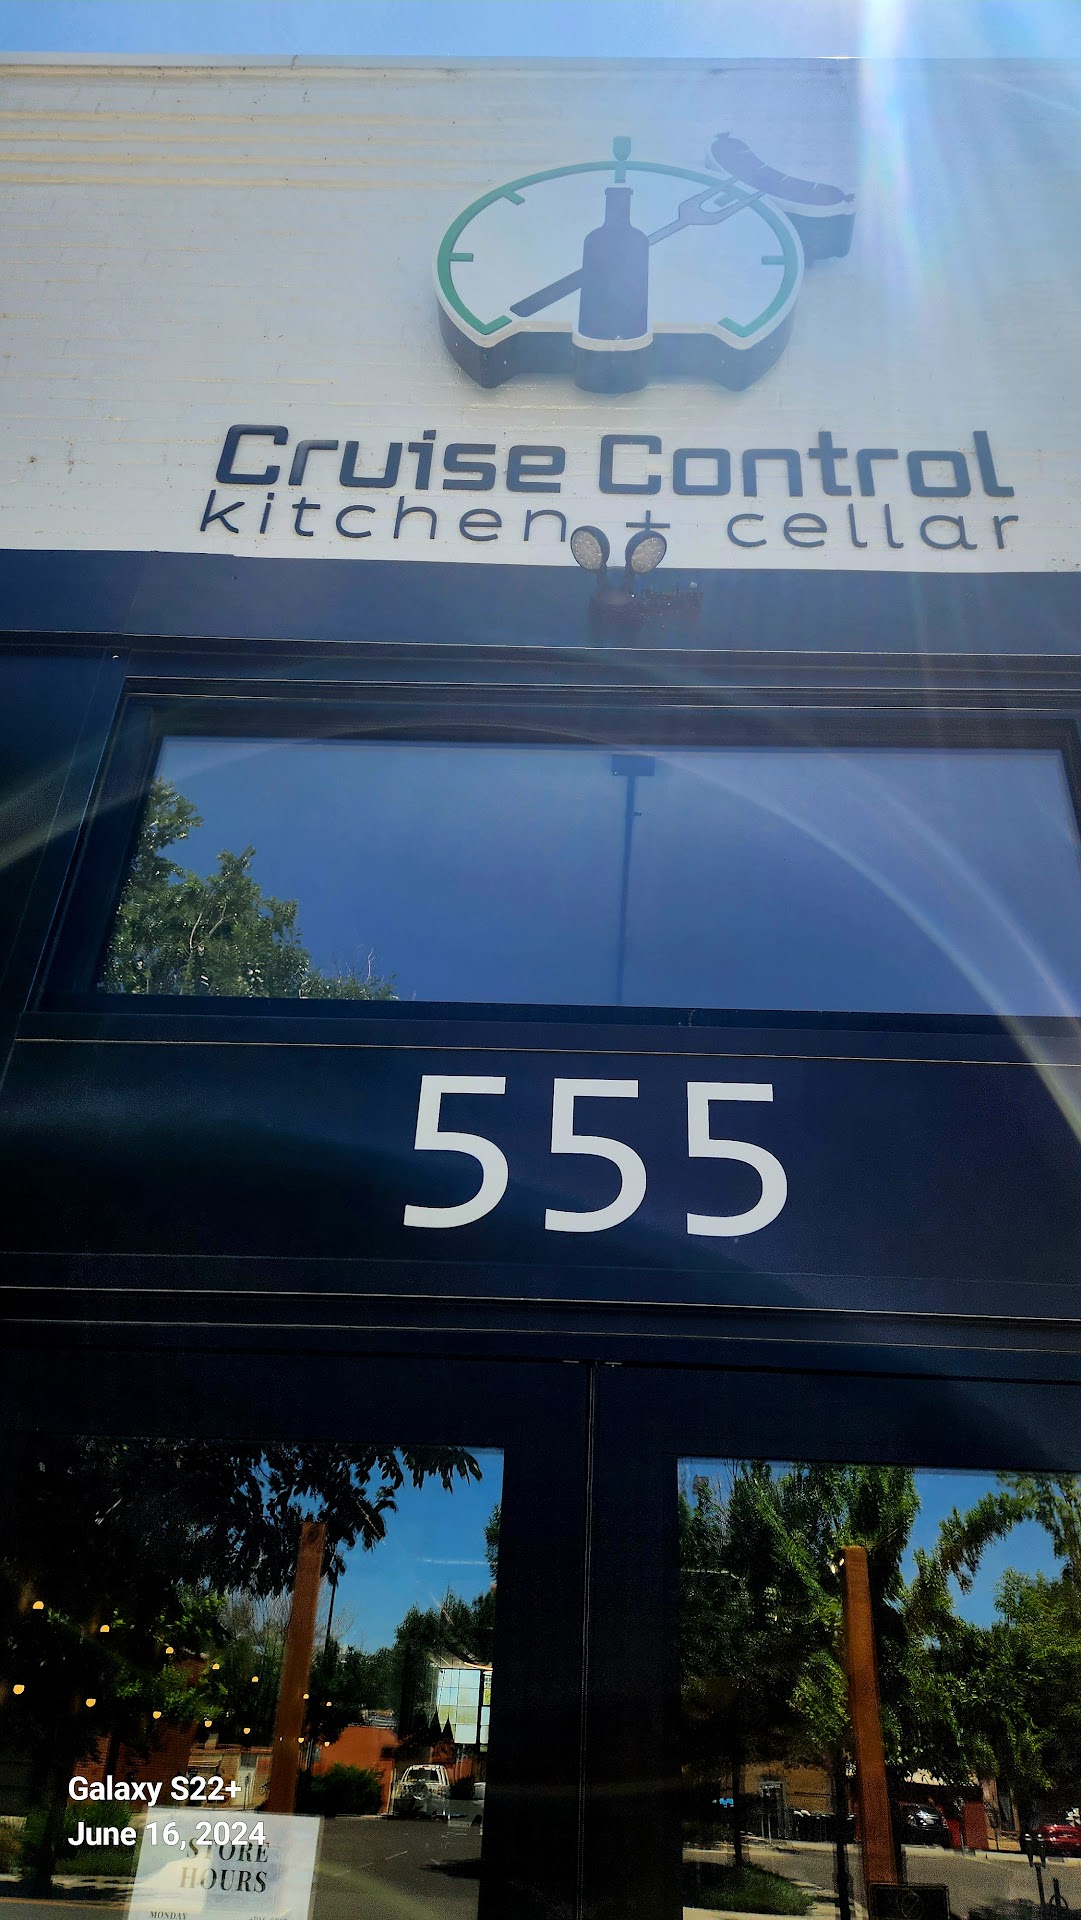 Cruise Control
kitchen + cellar
555
Galaxy S22+
June 16, 2024
STORE
HOURS
MONDAY